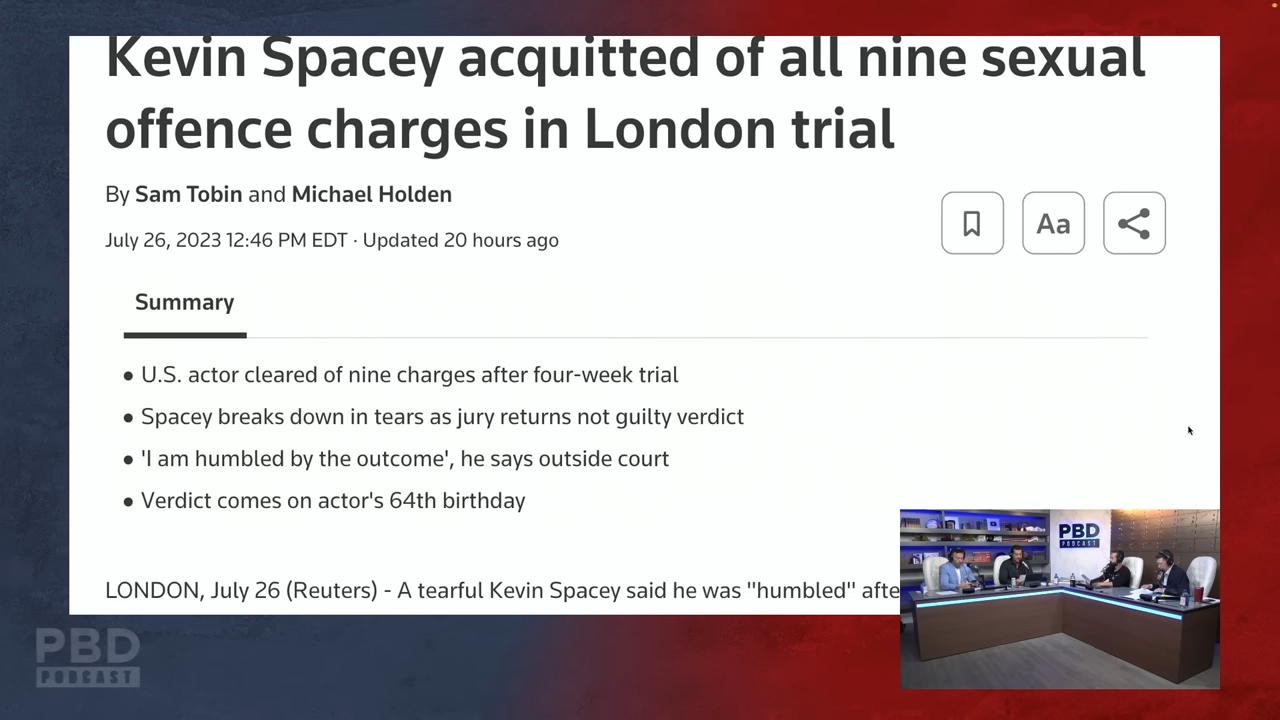 Kevin Spacey acquitted of all nine sexual
offence charges in London trial
By Sam Tobin and Michael Holden
July 26, 2023 12:46 PM EDT · Updated 20 hours ago
Aa
Summary
• U.S. actor cleared of nine charges after four-week trial
• Spacey breaks down in tears as jury returns not guilty verdict
• 'I am humbled by the outcome', he says outside court
• Verdict comes on actor's 64th birthday
LONDON, July 26 (Reuters) - A tearful Kevin Spacey said he was "humbled" afte
PBD
PODCAST
PBD
PODCAST